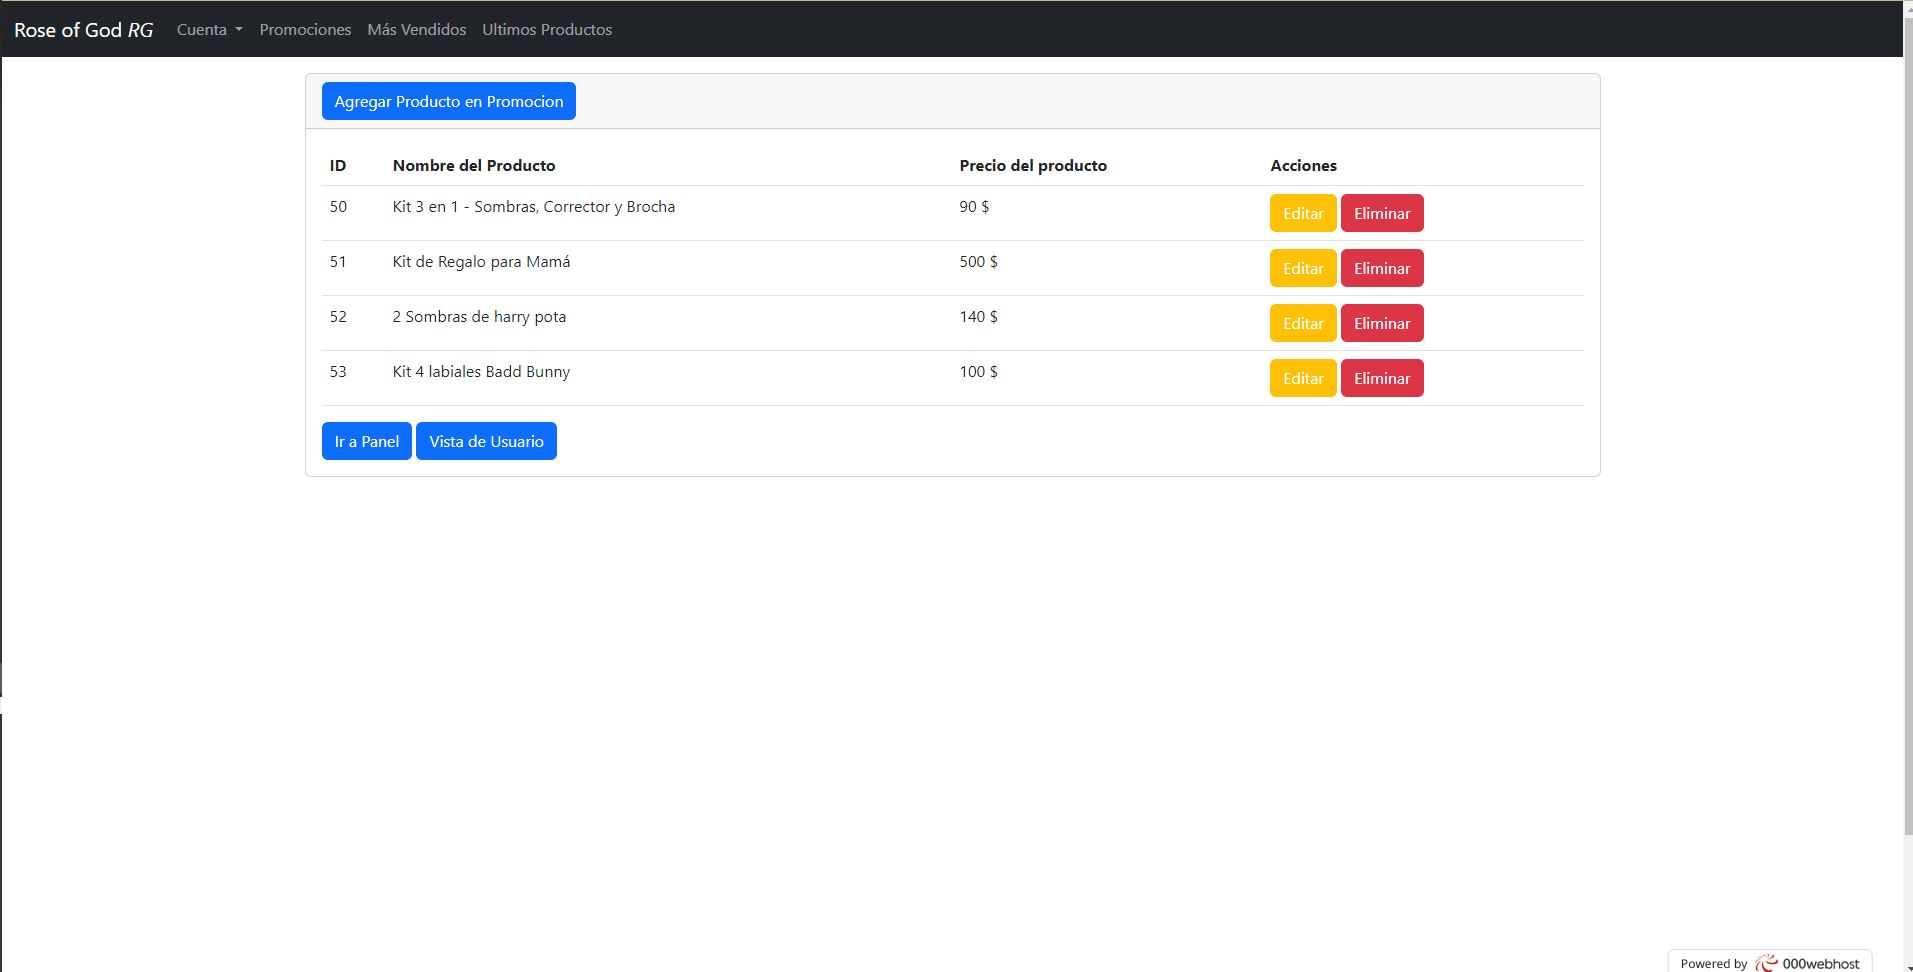 Rose of God RG Cuenta Promociones Más Vendidos Ultimos Productos
Agregar Producto en Promocion
ID Nombre del Producto Precio del producto Acciones
50 Kit 3 en 1 - Sombras, Corrector y Brocha 90 $ Editar Eliminar
51 Kit de Regalo para Mamá 500 $ Editar Eliminar
52 2 Sombras de harry pota 140 $ Editar Eliminar
53 Kit 4 labiales Badd Bunny 100 $ Editar Eliminar
Ir a Panel Vista de Usuario
Powered by 000webhost